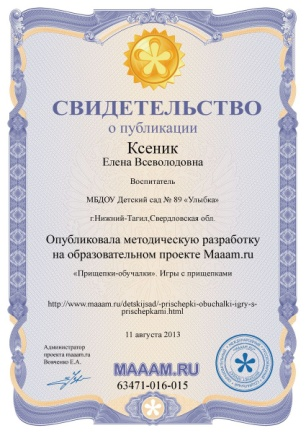 СВИДЕТЕЛЬСТВО
о публикации
Ксеник
Елена Всеволодовна
Воспитатель
МБДОУ Детский сад № 89 «Улыбка»
г.Нижний-Тагил,Свердловская обл.
Опубликовала методическую разработку
на образовательном проекте Maaam.ru
«Прищепки-обучалки». Игры с прищепками
http://www.maaam.ru/detskijsad/-prischepki-obuchalki-igry-s-
prischepkami.html
11 августа 2013
Администратор
проекта maaam.ru
MAAAM.RU
63471-016-015